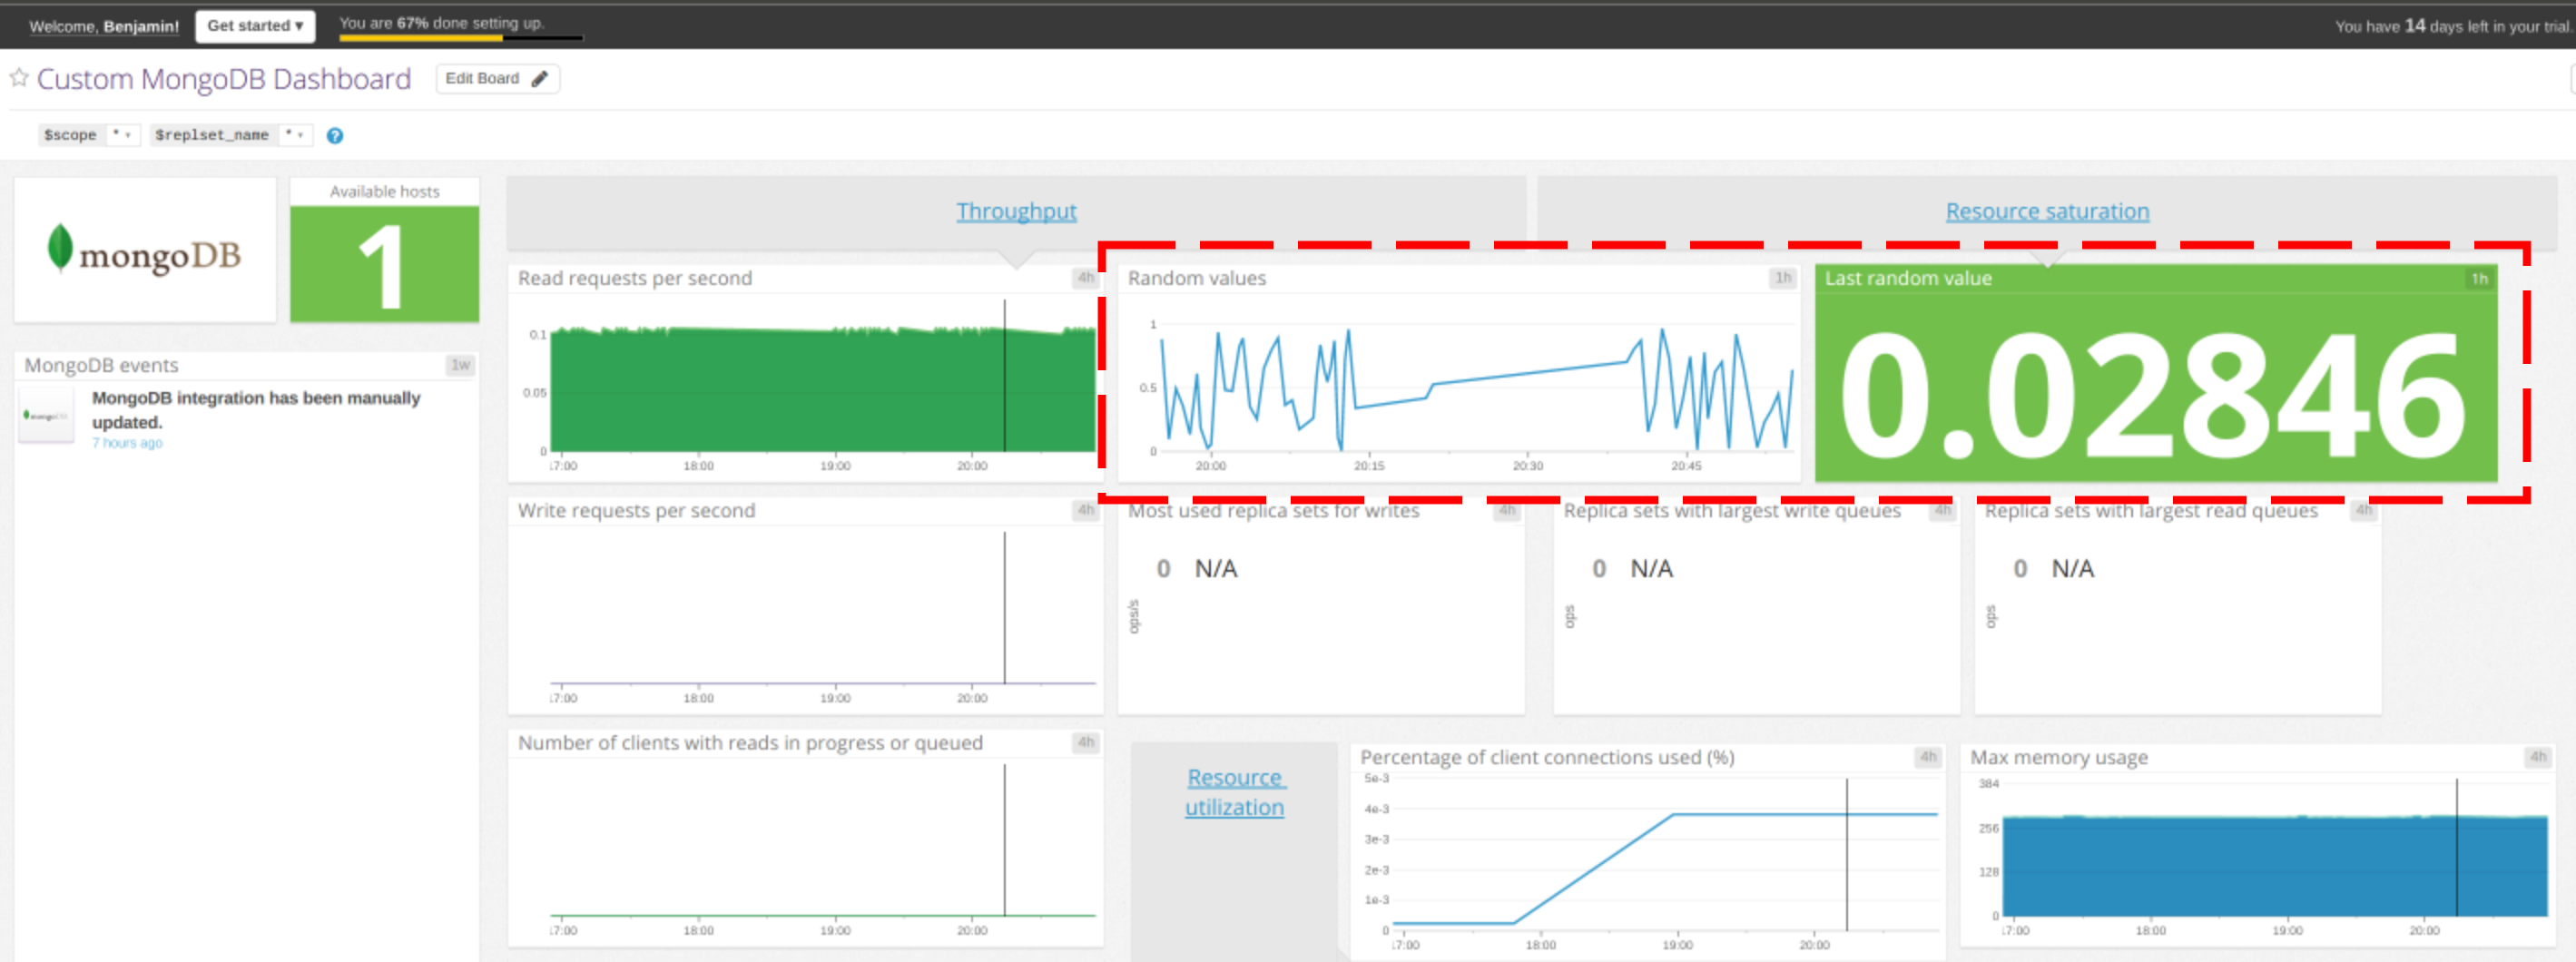 Welcome, Benjamin!
Get started ▾
You are 67% done setting up.
You have 14 days left in your trial.
Custom MongoDB Dashboard
Edit Board
$scope * ▾ $replset_name * ▾ ?
mongoDB
Available hosts
1
Throughput
Resource saturation
MongoDB events 1w
MongoDB integration has been manually
updated.
7 hours ago
Read requests per second 4h
0.1
0.05
0
17:00 18:00 19:00 20:00
Random values 1h
1
0.5
0
20:00 20:15 20:30 20:45
Last random value 1h
0.02846
Write requests per second 4h
17:00 18:00 19:00 20:00
Most used replica sets for writes 4h
0 N/A
ops/s
Replica sets with largest write queues 4h
0 N/A
ops
Replica sets with largest read queues 4h
0 N/A
ops
Number of clients with reads in progress or queued 4h
17:00 18:00 19:00 20:00
Resource
utilization
Percentage of client connections used (%) 4h
5e-3
4e-3
3e-3
2e-3
1e-3
0
17:00 18:00 19:00 20:00
Max memory usage 4h
384
256
128
0
17:00 18:00 19:00 20:00